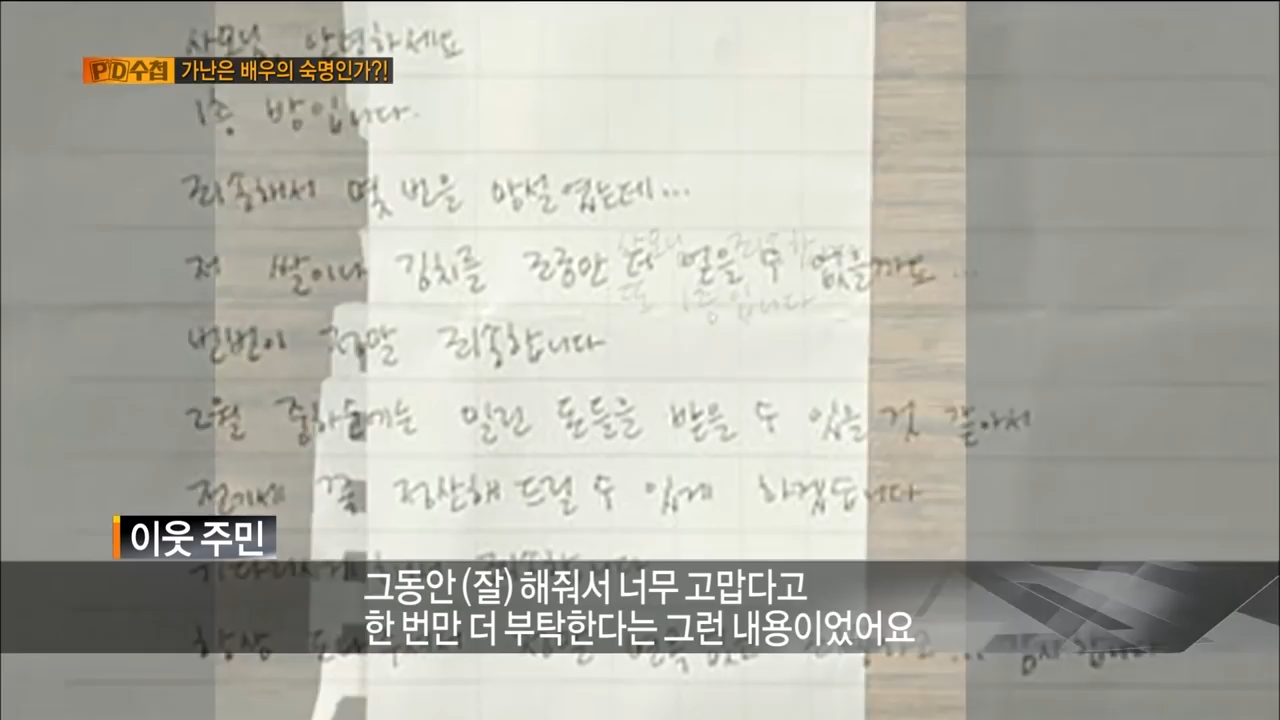 사모님, 안녕하세요
PD수첩 가난은 배우의 숙명인가?!
1층 방입니다.
죄송해서 몇 번을 망설였는데...
저 쌀이나 김치를 조금만 더 얻을 수 없을까요...
번번이 정말 죄송합니다
2월 중하순에는 밀린 돈들을 받을 수 있을 것 같아서
전기세 꼭 정산해 드릴 수 있게 하겠습니다
이웃 주민
그동안 (잘) 해줘서 너무 고맙다고
한 번만 더 부탁한다는 그런 내용이었어요
항상